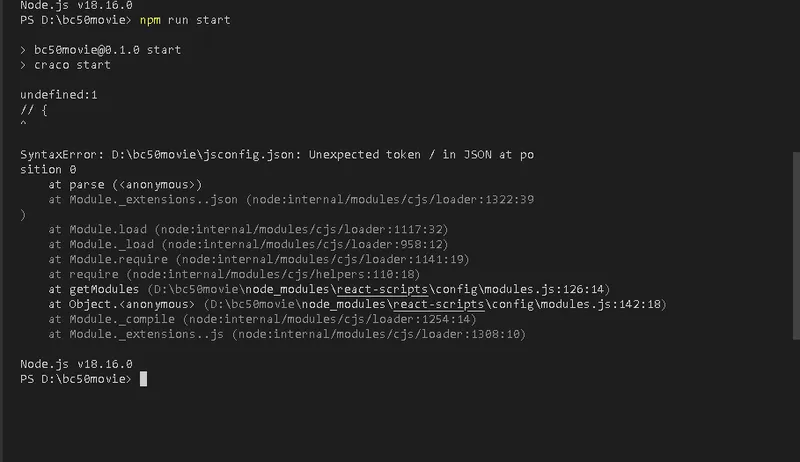 Node.js v18.16.0
PS D:\bc50movie> npm run start
> bc50movie@0.1.0 start
> craco start
undefined:1
// {
^
SyntaxError: D:\bc50movie\jsconfig.json: Unexpected token / in JSON at po
sition 0
    at parse (<anonymous>)
    at Module._extensions..json (node:internal/modules/cjs/loader:1322:39
)
    at Module.load (node:internal/modules/cjs/loader:1117:32)
    at Module._load (node:internal/modules/cjs/loader:958:12)
    at Module.require (node:internal/modules/cjs/loader:1141:19)
    at require (node:internal/modules/cjs/helpers:110:18)
    at getModules (D:\bc50movie\node_modules\react-scripts\config\modules.js:126:14)
    at Object.<anonymous> (D:\bc50movie\node_modules\react-scripts\config\modules.js:142:18)
    at Module._compile (node:internal/modules/cjs/loader:1254:14)
    at Module._extensions..js (node:internal/modules/cjs/loader:1308:10)
Node.js v18.16.0
PS D:\bc50movie>